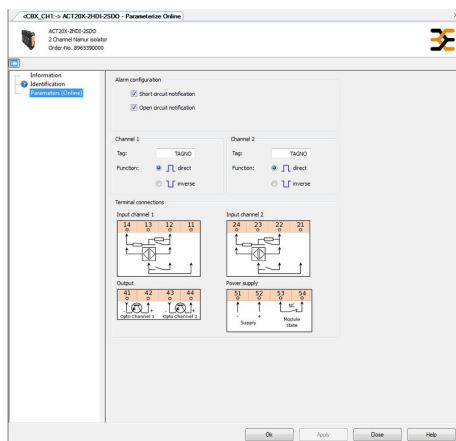 <CBX_CH1:-> ACT20X-2HDI-2SDO - Parameterize Online
ACT20X-2HDI-2SDO
2 Channel Namur isolator
Order-No. 8965390000
Information
Identification
Parameters (Online)
Alarm configuration
Short circuit notification
Open circuit notification
Channel 1
Tag: TAGNO
Function: direct
inverse
Channel 2
Tag: TAGNO
Function: direct
inverse
Terminal connections
Input channel 1
14 13 12 11
Input channel 2
24 23 22 21
Output
41 42 43 44
- + - +
Opto Channel 1 Opto Channel 2
Power supply
51 52 53 54
- +
Supply
Module
state
Ok Apply Close Help